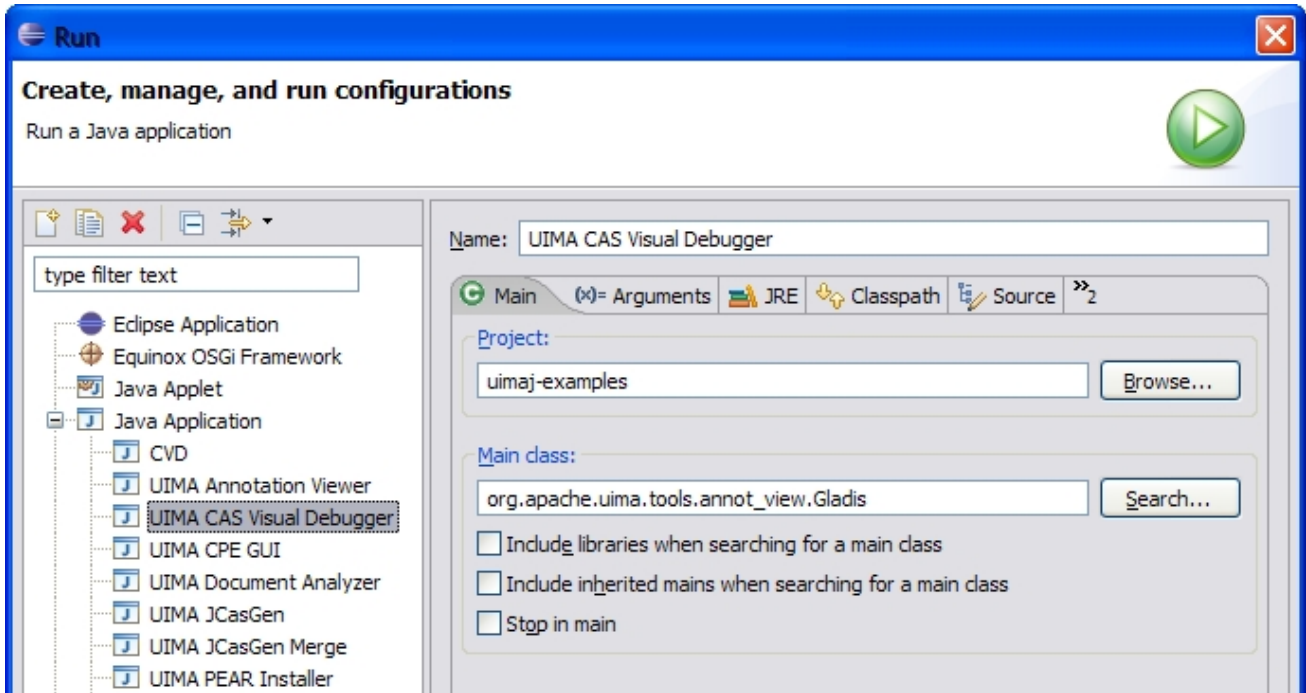 Run
Create, manage, and run configurations
Run a Java application
type filter text
Eclipse Application
Equinox OSGi Framework
Java Applet
Java Application
CVD
UIMA Annotation Viewer
UIMA CAS Visual Debugger
UIMA CPE GUI
UIMA Document Analyzer
UIMA JCasGen
UIMA JCasGen Merge
UIMA PEAR Installer
Name: UIMA CAS Visual Debugger
Main (x)= Arguments JRE Classpath Source »2
Project:
uimaj-examples Browse...
Main class:
org.apache.uima.tools.annot_view.Gladis Search...
Include libraries when searching for a main class
Include inherited mains when searching for a main class
Stop in main